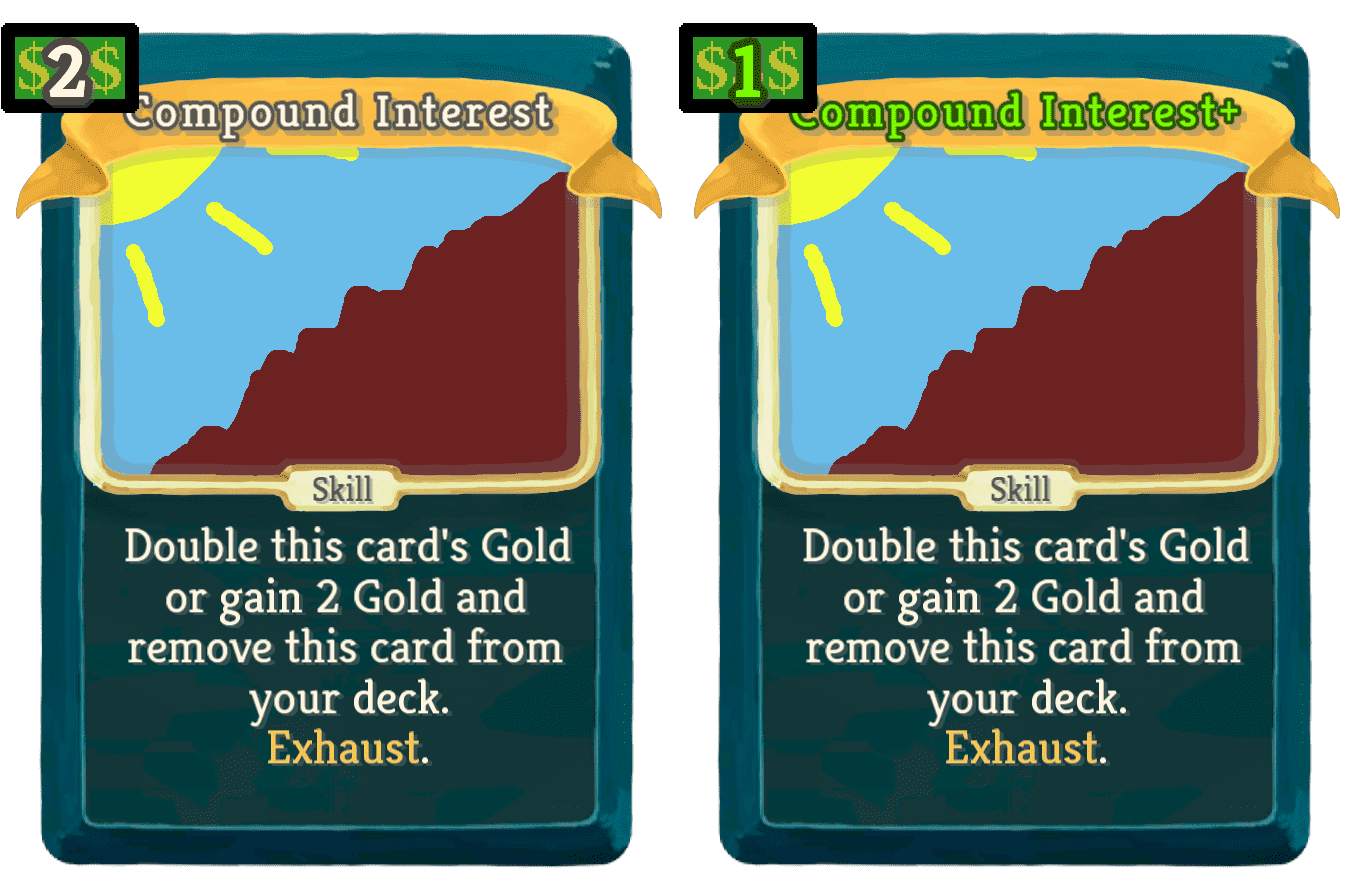 $2$
Compound Interest
Skill
Double this card's Gold
or gain 2 Gold and
remove this card from
your deck.
Exhaust.
$1$
Compound Interest+
Skill
Double this card's Gold
or gain 2 Gold and
remove this card from
your deck.
Exhaust.